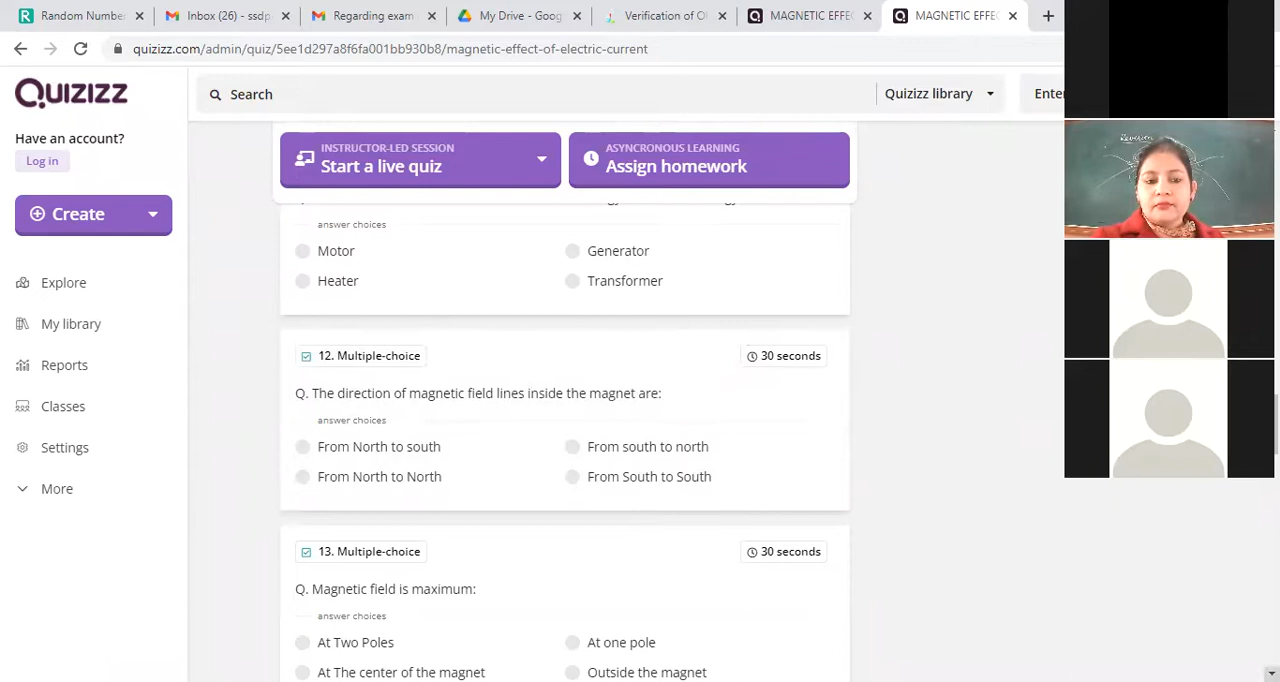 Random Numbe
Inbox (26) - ssdp
Regarding exam
My Drive - Goog
Verification of O
MAGNETIC EFFEC
MAGNETIC EFFEC
quizizz.com/admin/quiz/5ee1d297a8f6fa001bb930b8/magnetic-effect-of-electric-current
QUIZIZZ
Search
Quizizz library
Ente
Have an account?
Log in
Create
Explore
My library
Reports
Classes
Settings
More
INSTRUCTOR-LED SESSION
Start a live quiz
ASYNCRONOUS LEARNING
Assign homework
answer choices
Motor
Generator
Heater
Transformer
12. Multiple-choice
30 seconds
Q. The direction of magnetic field lines inside the magnet are:
answer choices
From North to south
From south to north
From North to North
From South to South
13. Multiple-choice
30 seconds
Q. Magnetic field is maximum:
answer choices
At Two Poles
At one pole
At The center of the magnet
Outside the magnet
Revision